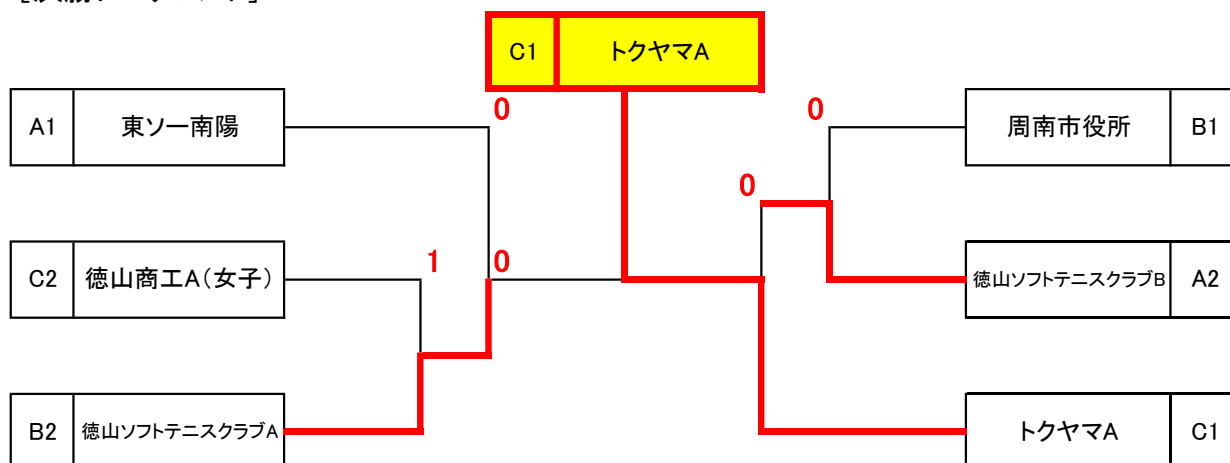 C1 トクヤマA
0 0
A1 東ソー南陽 周南市役所 B1
0
1 0
C2 徳山商工A(女子) 徳山ソフトテニスクラブB A2
B2 徳山ソフトテニスクラブA トクヤマA C1